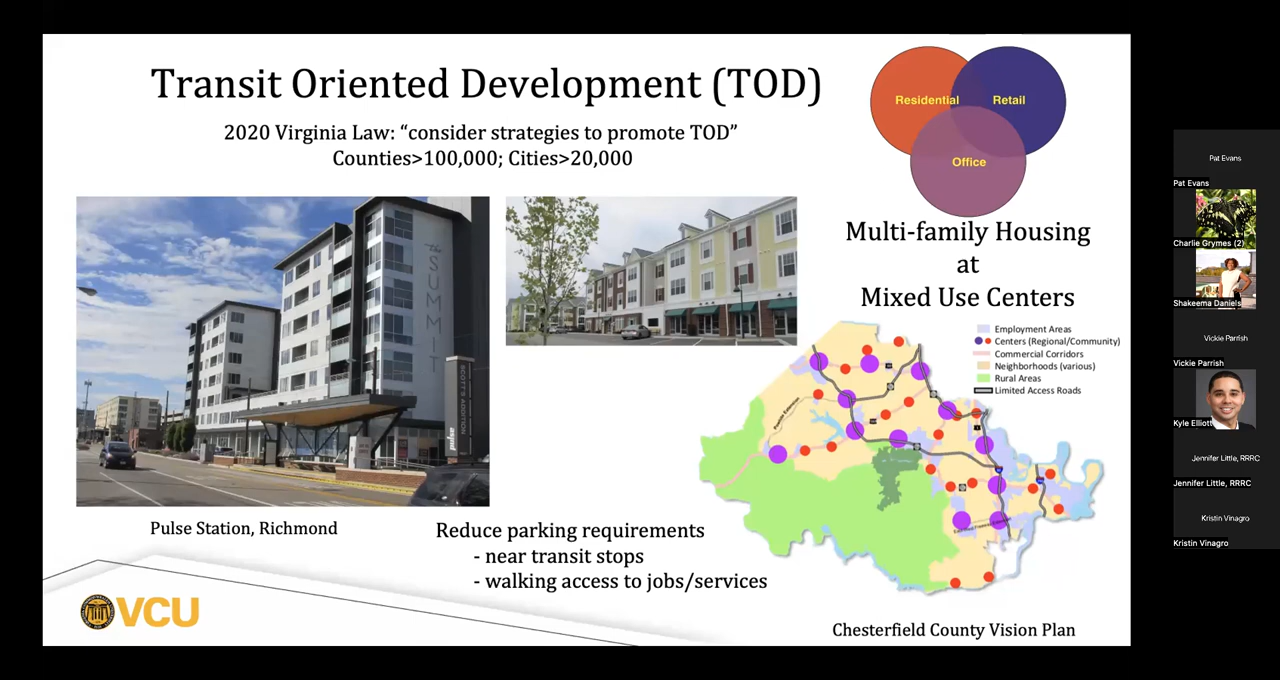 Transit Oriented Development (TOD)
2020 Virginia Law: “consider strategies to promote TOD”
Counties>100,000; Cities>20,000
Residential
Retail
Office
Multi-family Housing
at
Mixed Use Centers
the SUMMIT
SCOTT'S ADDITION
Employment Areas
Centers (Regional/Community)
Commercial Corridors
Neighborhoods (various)
Rural Areas
Limited Access Roads
Pulse Station, Richmond
Reduce parking requirements
- near transit stops
- walking access to jobs/services
VCU
Chesterfield County Vision Plan
Pat Evans
Pat Evans
Charlie Grymes (2)
Shakeema Daniels
Vickie Parrish
Vickie Parrish
Kyle Elliott
Jennifer Little, RRRC
Jennifer Little, RRRC
Kristin Vinagro
Kristin Vinagro